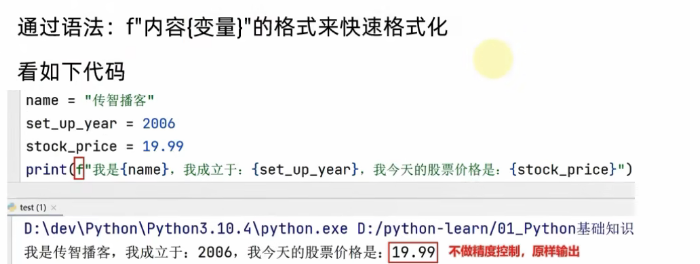 通过语法：f"内容{变量}"的格式来快速格式化
看如下代码
name = "传智播客"
set_up_year = 2006
stock_price = 19.99
print(f"我是{name}，我成立于：{set_up_year}，我今天的股票价格是：{stock_price}")
test (1) ×
D:\dev\Python\Python3.10.4\python.exe D:/python-learn/01_Python基础知识
我是传智播客，我成立于：2006，我今天的股票价格是：19.99 不做精度控制，原样输出